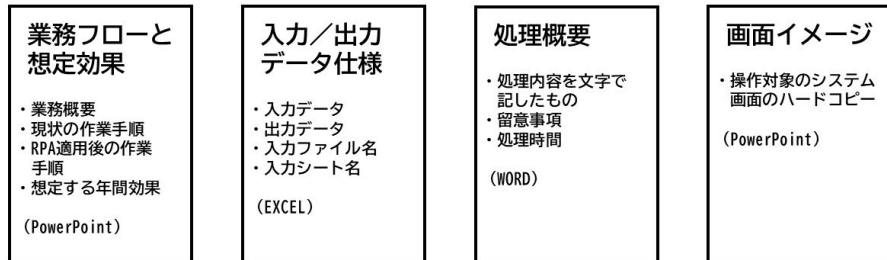 業務フローと
想定効果
・業務概要
・現状の作業手順
・RPA適用後の作業
手順
・想定する年間効果
(PowerPoint)
入力／出力
データ仕様
・入力データ
・出力データ
・入力ファイル名
・入力シート名
(EXCEL)
処理概要
・処理内容を文字で
記したもの
・留意事項
・処理時間
(WORD)
画面イメージ
・操作対象のシステム
画面のハードコピー
(PowerPoint)